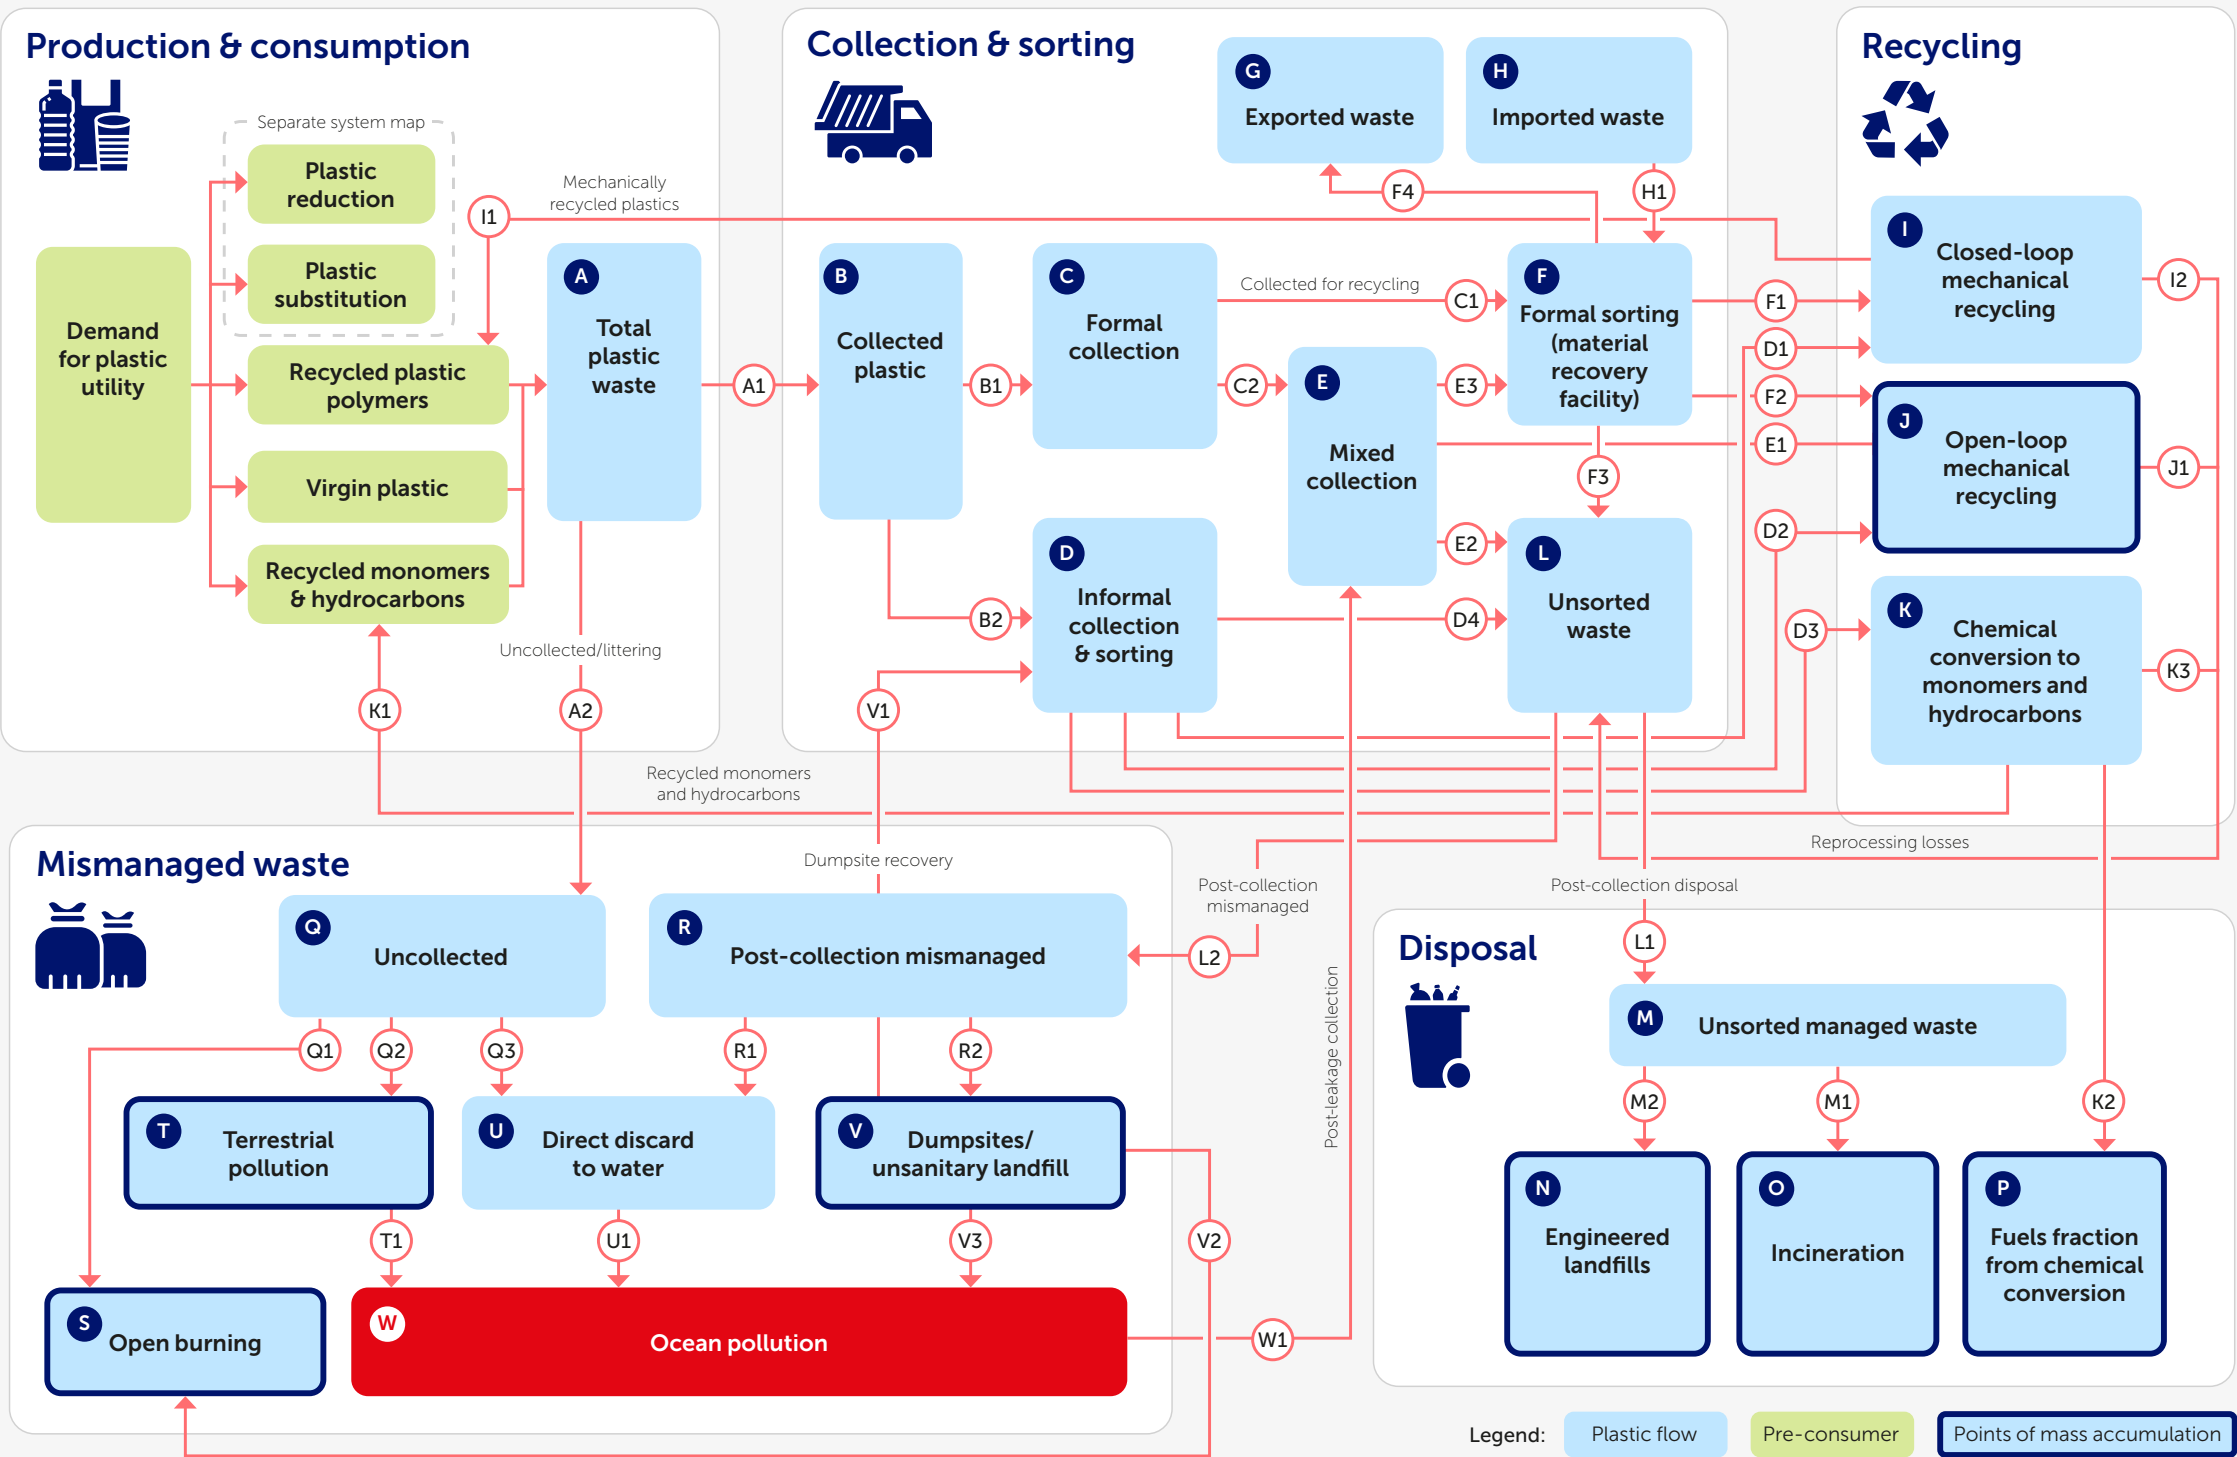 Production & consumption
Separate system map
Plastic
reduction
Plastic
substitution
Demand
for plastic
utility
Recycled plastic
polymers
Virgin plastic
Recycled monomers
& hydrocarbons
I1
Mechanically
recycled plastics
A
Total
plastic
waste
Uncollected/littering
K1
A2
A1
Collection & sorting
G
Exported waste
H
Imported waste
F4
H1
B
Collected
plastic
B1
B2
C
Formal
collection
Collected for recycling
C1
C2
E
Mixed
collection
E3
E2
F
Formal sorting
(material
recovery
facility)
F3
D
Informal
collection
& sorting
D4
L
Unsorted
waste
V1
F1
D1
F2
E1
D2
D3
Recycling
I
Closed-loop
mechanical
recycling
I2
J
Open-loop
mechanical
recycling
J1
K
Chemical
conversion to
monomers and
hydrocarbons
K3
Recycled monomers
and hydrocarbons
Reprocessing losses
Mismanaged waste
Dumpsite recovery
Post-collection
mismanaged
Post-collection disposal
Q
Uncollected
R
Post-collection mismanaged
L2
Q1
Q2
Q3
R1
R2
T
Terrestrial
pollution
U
Direct discard
to water
V
Dumpsites/
unsanitary landfill
T1
U1
V3
V2
S
Open burning
W
Ocean pollution
W1
Post-leakage collection
Disposal
L1
M
Unsorted managed waste
M2
M1
K2
N
Engineered
landfills
O
Incineration
P
Fuels fraction
from chemical
conversion
Legend:
Plastic flow
Pre-consumer
Points of mass accumulation